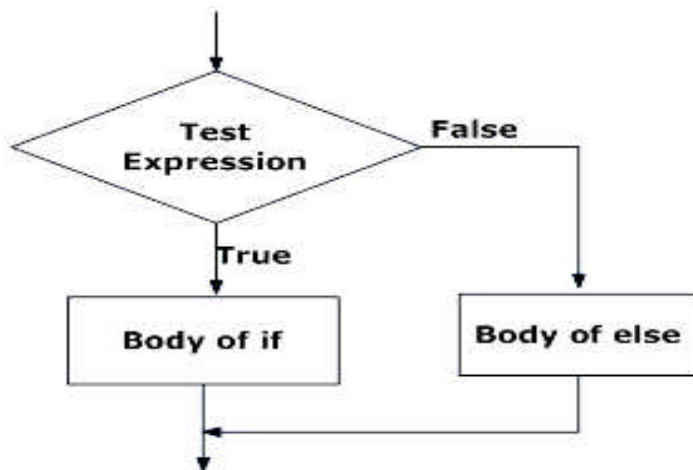 Test
Expression
False
True
Body of if
Body of else